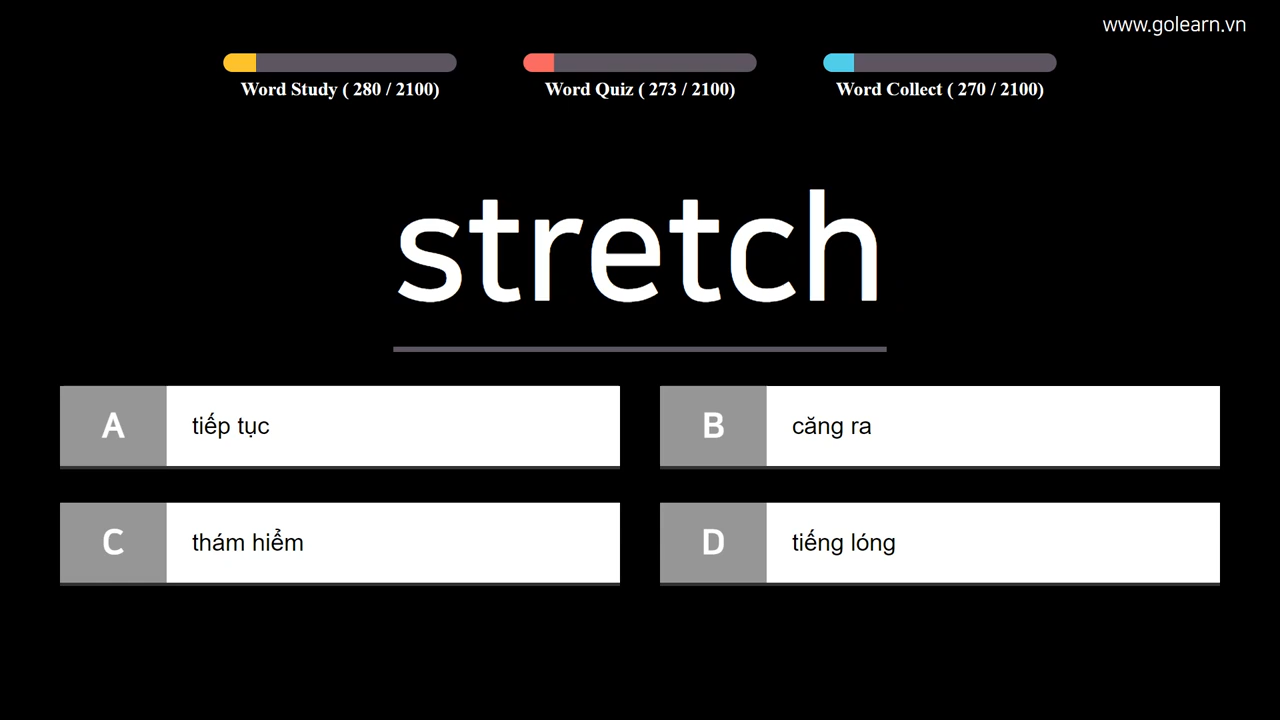 www.golearn.vn
Word Study ( 280 / 2100)
Word Quiz ( 273 / 2100)
Word Collect ( 270 / 2100)
stretch
A tiếp tục
B căng ra
C thám hiểm
D tiếng lóng